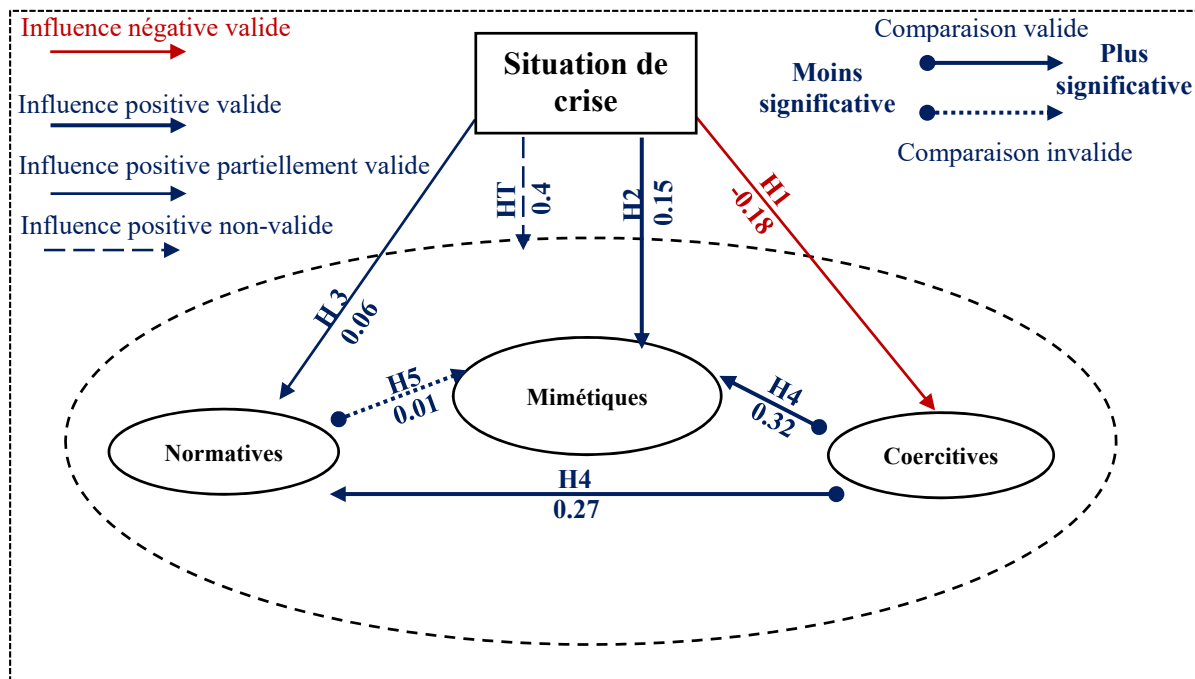 Influence négative valide
Influence positive valide
Influence positive partiellement valide
Influence positive non-valide
Situation de
crise
Comparaison valide
Moins
significative
Plus
significative
Comparaison invalide
HT
0.4
H2
0.15
H1
-0.18
H.3
0.06
H5
0.01
Mimétiques
H4
0.32
Normatives
Coercitives
H4
0.27